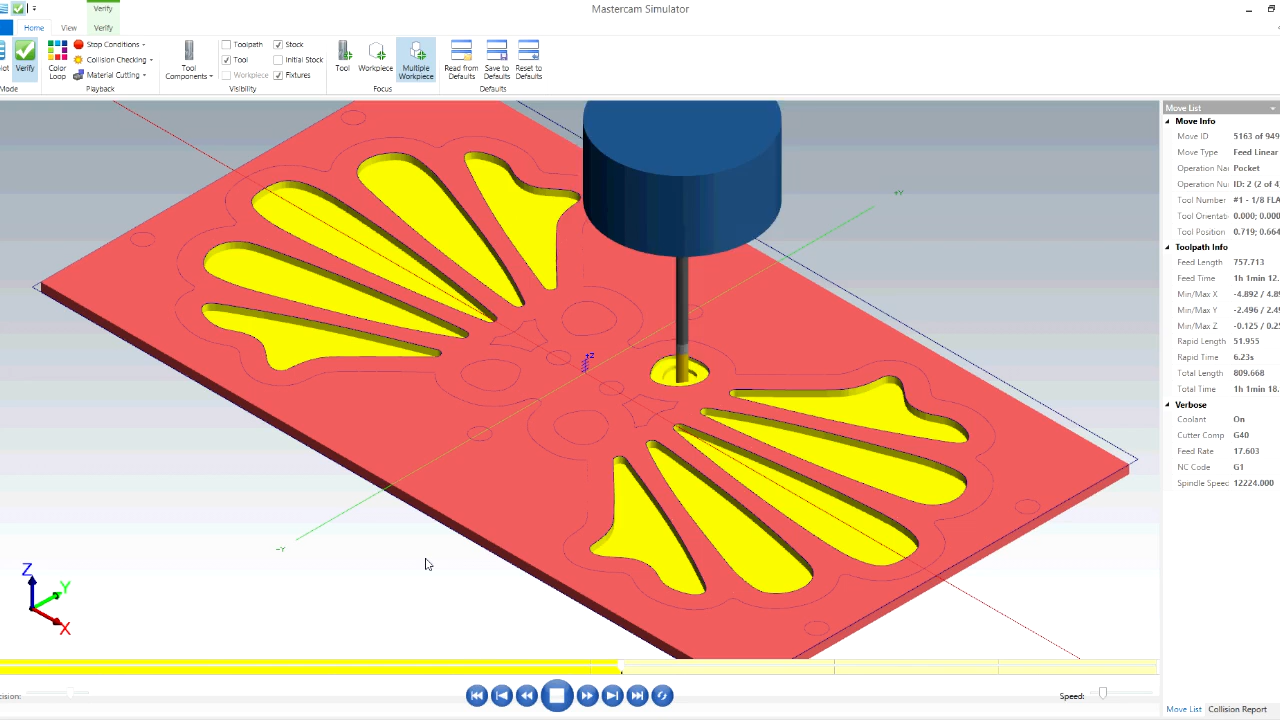 Verify
Mastercam Simulator
Home
View
Verify
Verify
Color Loop
Stop Conditions
Collision Checking
Material Cutting
Tool Components
Toolpath
Tool
Workpiece
Stock
Initial Stock
Fixtures
Tool
Workpiece
Multiple Workpiece
Read from Defaults
Save to Defaults
Reset to Defaults
Mode
Playback
Visibility
Focus
Defaults
Move List
Move Info
Move ID 5163 of 949
Move Type Feed Linear
Operation Na Pocket
Operation Nu ID: 2 (2 of 4
Tool Number #1 - 1/8 FLA
Tool Orientat 0.000; 0.000
Tool Position 0.719; 0.664
Toolpath Info
Feed Length 757.713
Feed Time 1h 1min 12.
Min/Max X -4.892 / 4.89
Min/Max Y -2.496 / 2.49
Min/Max Z -0.125 / 0.25
Rapid Length 51.955
Rapid Time 6.23s
Total Length 809.668
Total Time 1h 1min 18.
Verbose
Coolant On
Cutter Comp G40
Feed Rate 17.603
NC Code G1
Spindle Speed 12224.000
+Y
+Z
-Y
Z
Y
X
cision:
Speed:
Move List
Collision Report